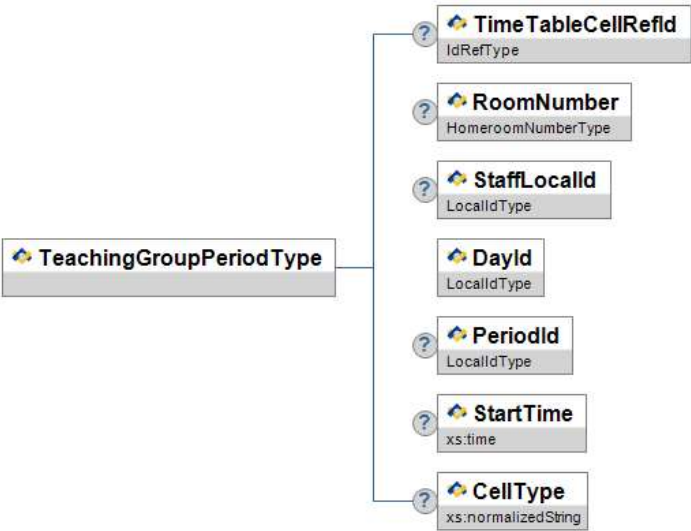 ?
TimeTableCellRefId
IdRefType
?
RoomNumber
HomeroomNumberType
?
StaffLocalId
LocalIdType
TeachingGroupPeriodType
DayId
LocalIdType
?
PeriodId
LocalIdType
?
StartTime
xs:time
?
CellType
xs:normalizedString